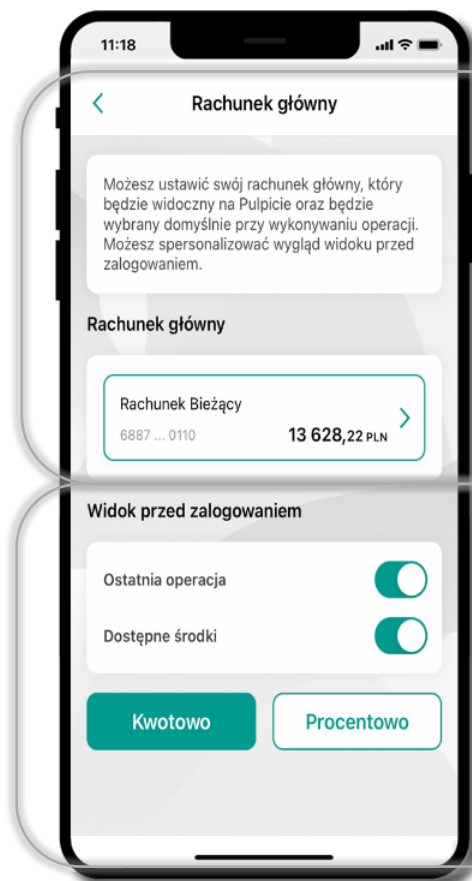 11:18
Rachunek główny
Możesz ustawić swój rachunek główny, który
będzie widoczny na Pulpicie oraz będzie
wybrany domyślnie przy wykonywaniu operacji.
Możesz spersonalizować wygląd widoku przed
zalogowaniem.
Rachunek główny
Rachunek Bieżący
6887 ... 0110 13 628,22 PLN
Widok przed zalogowaniem
Ostatnia operacja
Dostępne środki
Kwotowo Procentowo